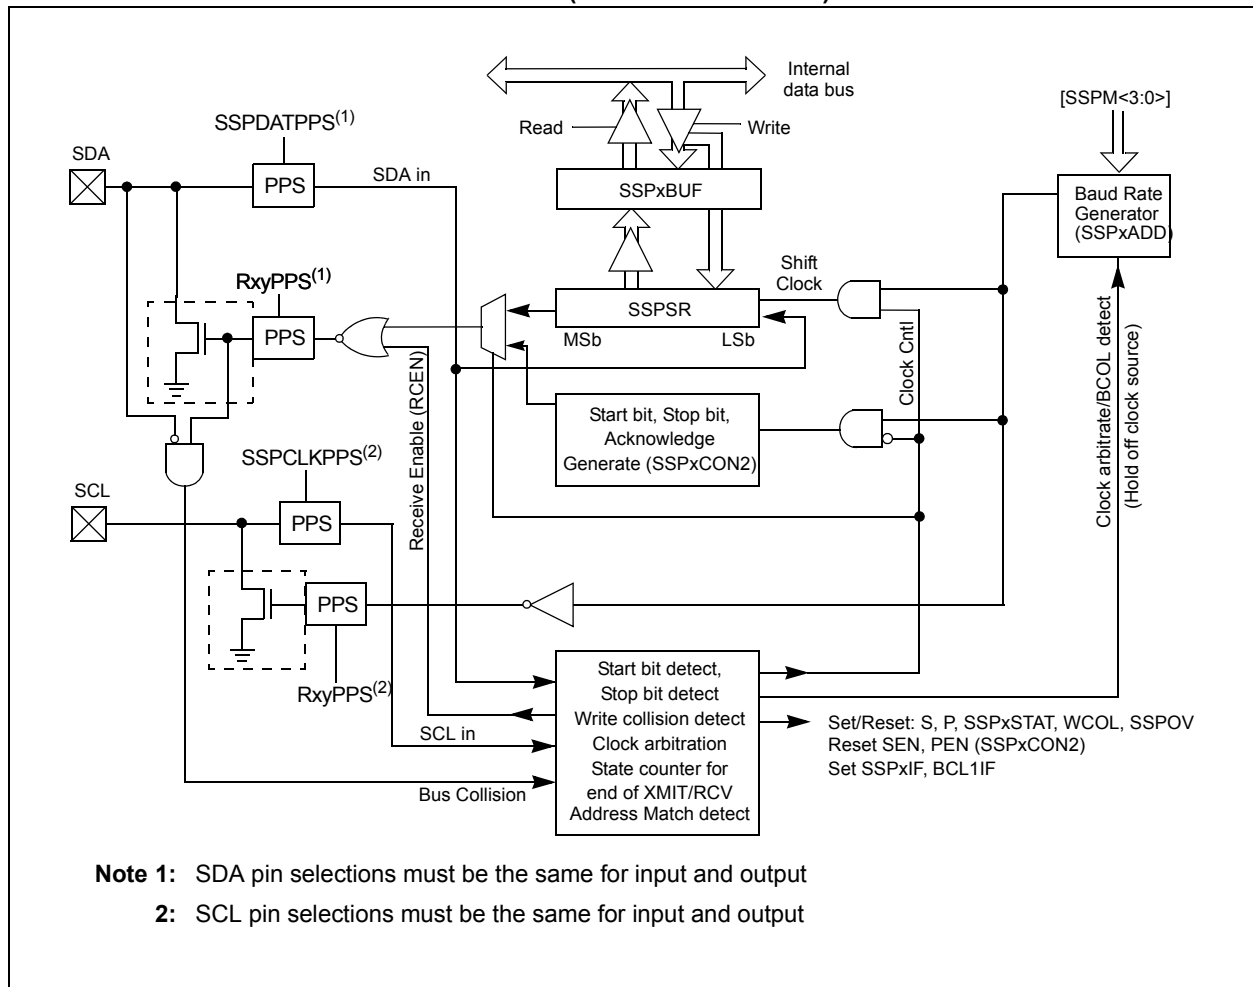 Internal
data bus
[SSPM<3:0>]
SSPDATPPS(1)
Read
Write
SDA
PPS
SDA in
SSPxBUF
Baud Rate
Generator
(SSPxADD)
RxyPPS(1)
Shift
Clock
PPS
SSPSR
MSb
LSb
Clock Cntl
Receive Enable (RCEN)
Clock arbitrate/BCOL detect
(Hold off clock source)
Start bit, Stop bit,
Acknowledge
Generate (SSPxCON2)
SSPCLKPPS(2)
SCL
PPS
PPS
RxyPPS(2)
SCL in
Bus Collision
Start bit detect,
Stop bit detect
Write collision detect
Clock arbitration
State counter for
end of XMIT/RCV
Address Match detect
Set/Reset: S, P, SSPxSTAT, WCOL, SSPOV
Reset SEN, PEN (SSPxCON2)
Set SSPxIF, BCL1IF
Note 1: SDA pin selections must be the same for input and output
2: SCL pin selections must be the same for input and output